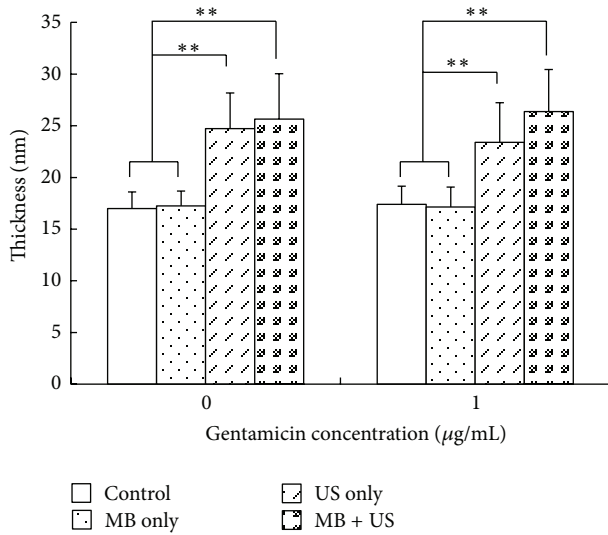 35
30
25
20
15
10
5
0
Thickness (nm)
**
**
**
**
0
1
Gentamicin concentration (μg/mL)
Control
US only
MB only
MB + US